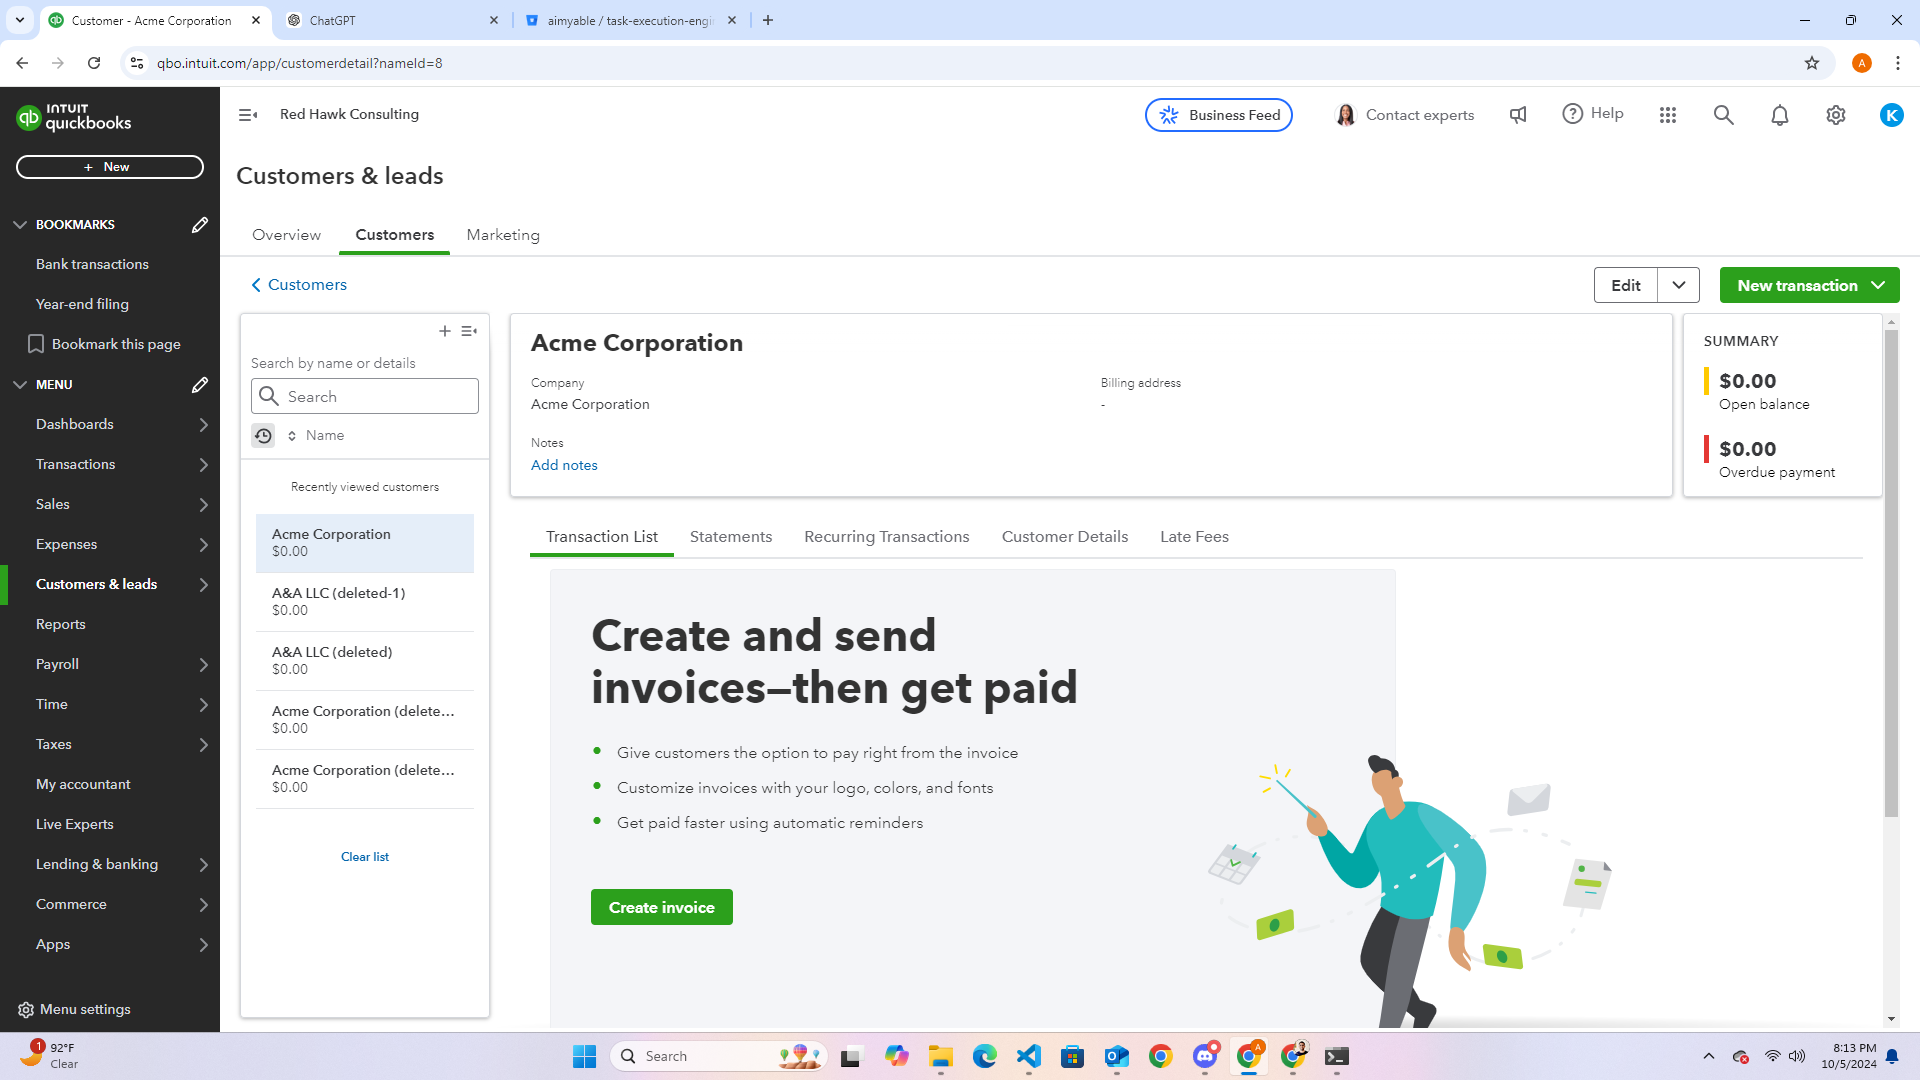 Customer - Acme Corporation
ChatGPT
aimyable / task-execution-engi
qbo.intuit.com/app/customerdetail?nameId=8
A
INTUIT
quickbooks
qb
Red Hawk Consulting
Business Feed
Contact experts
Help
K
+ New
Customers & leads
BOOKMARKS
Overview
Customers
Marketing
Bank transactions
Customers
Edit
New transaction
Year-end filing
Bookmark this page
MENU
Dashboards
Transactions
Sales
Expenses
Customers & leads
Reports
Payroll
Time
Taxes
My accountant
Live Experts
Lending & banking
Commerce
Apps
Menu settings
Search by name or details
Search
Name
Recently viewed customers
Acme Corporation
$0.00
A&A LLC (deleted-1)
$0.00
A&A LLC (deleted)
$0.00
Acme Corporation (delete...
$0.00
Acme Corporation (delete...
$0.00
Clear list
Acme Corporation
Company
Acme Corporation
Billing address
-
Notes
Add notes
SUMMARY
$0.00
Open balance
$0.00
Overdue payment
Transaction List
Statements
Recurring Transactions
Customer Details
Late Fees
Create and send
invoices—then get paid
Give customers the option to pay right from the invoice
Customize invoices with your logo, colors, and fonts
Get paid faster using automatic reminders
Create invoice
1
92°F
Clear
Search
A
8:13 PM
10/5/2024